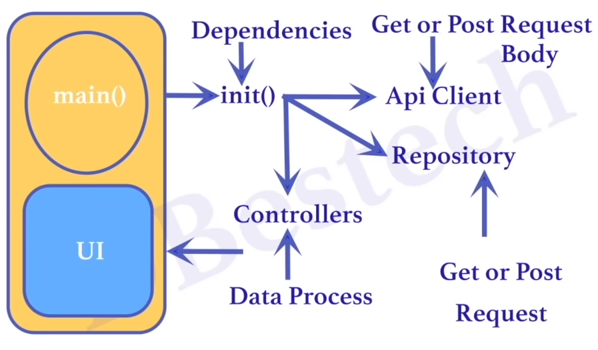 Dependencies
Get or Post Request
Body
main()
init()
Api Client
Repository
Controllers
UI
Data Process
Get or Post
Request
Bestech